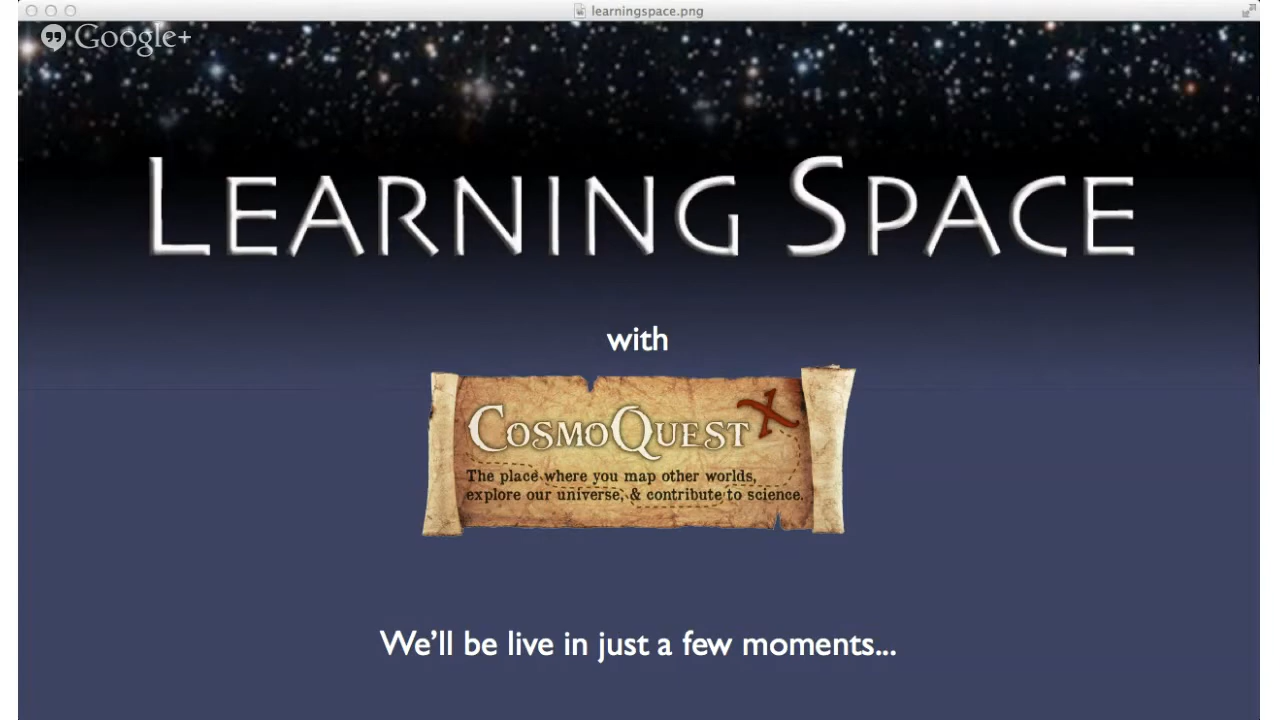 learningspace.png
Google+
LEARNING SPACE
with
COSMOQUEST
The place where you map other worlds,
explore our universe, & contribute to science.
We'll be live in just a few moments...